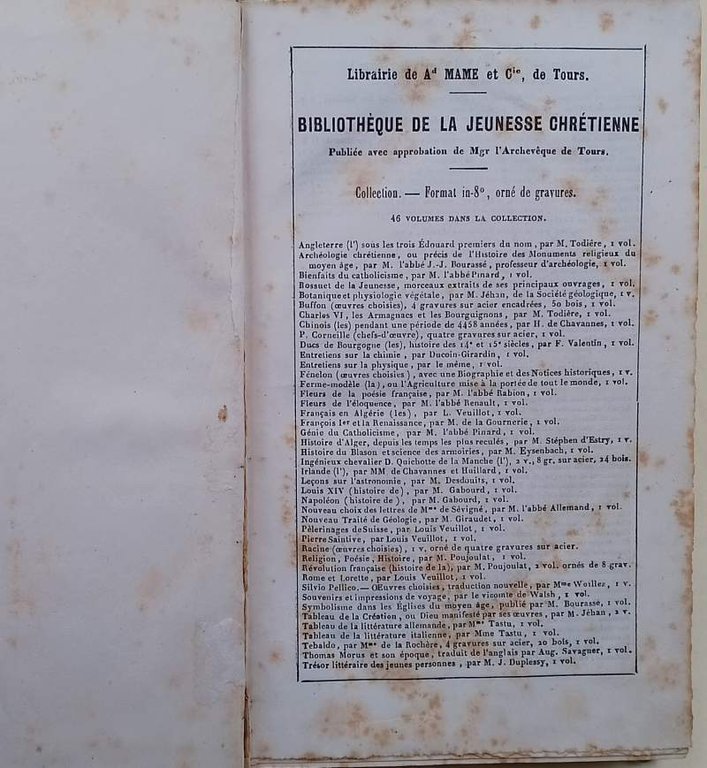 Librairie de Ad MAME et Cie, de Tours.
BIBLIOTHÈQUE DE LA JEUNESSE CHRÉTIENNE
Publiée avec approbation de Mgr l'Archevêque de Tours.
Collection. — Format in-8º, orné de gravures.
46 VOLUMES DANS LA COLLECTION.
Angleterre (l') sous les trois Édouard premiers du nom, par M. Todière, 1 vol.
Archéologie chrétienne, ou précis de l'Histoire des Monuments religieux du
moyen âge, par M. l'abbé J.-J. Bourassé, professeur d'archéologie, 1 vol.
Bienfaits du catholicisme, par M. l'abbé Pinard, 1 vol.
Bossuet de la Jeunesse, morceaux extraits de ses principaux ouvrages, 1 vol.
Botanique et physiologie végétale, par M. Jéhan, de la Société géologique, 1 v.
Buffon (œuvres choisies), 4 gravures sur acier encadrées, 50 bois, 1 vol.
Charles VI, les Armagnacs et les Bourguignons, par M. Todière, 1 vol.
Chinois (les) pendant une période de 4458 années, par H. de Chavannes, 1 vol.
P. Corneille (chefs-d'œuvre), quatre gravures sur acier, 1 vol.
Ducs de Bourgogne (les), histoire des 14e et 15e siècles, par F. Valentin, 1 vol.
Entretiens sur la chimie, par Ducoin-Girardin, 1 vol.
Entretiens sur la physique, par le même, 1 vol.
Fénelon (œuvres choisies), avec une Biographie et des Notices historiques, 1 v.
Ferme-modèle (la), ou l'Agriculture mise à la portée de tout le monde, 1 vol.
Fleurs de la poésie française, par M. l'abbé Rabion, 1 vol.
Fleurs de l'éloquence, par M. l'abbé Renault, 1 vol.
Français en Algérie (les), par L. Veuillot, 1 vol.
François Ier et la Renaissance, par M. de la Gournerie, 1 vol.
Génie du Catholicisme, par M. l'abbé Pinard, 1 vol.
Histoire d'Alger, depuis les temps les plus reculés, par M. Stéphen d'Estry, 1 v.
Histoire du Blason et science des armoiries, par M. Eysenbach, 1 vol.
Ingénieux chevalier D. Quichotte de la Manche (l'), 2 v., 8 gr. sur acier, 24 bois.
Irlande (l'), par MM. de Chavannes et Huillard, 1 vol.
Leçons sur l'astronomie, par M. Desdouits, 1 vol.
Louis XIV (histoire de), par M. Gabourd, 1 vol.
Napoléon (histoire de), par M. Gabourd, 1 vol.
Nouveau choix des lettres de Mme de Sévigné, par M. l'abbé Allemand, 1 vol.
Nouveau Traité de Géologie, par M. Giraudet, 1 vol.
Pèlerinages de Suisse, par Louis Veuillot, 1 vol.
Pierre Saintive, par Louis Veuillot, 1 vol.
Racine (œuvres choisies), 1 v. orné de quatre gravures sur acier.
Religion, Poésie, Histoire, par M. Poujoulat, 1 vol.
Révolution française (histoire de la), par M. Poujoulat, 2 vol. ornés de 8 grav.
Rome et Lorette, par Louis Veuillot, 1 vol.
Silvio Pellico. — OEuvres choisies, traduction nouvelle, par Mme Woillez, 1 v.
Souvenirs et impressions de voyage, par le vicomte de Walsh, 1 vol.
Symbolisme dans les Églises du moyen âge, publié par M. Bourassé, 1 vol.
Tableau de la Création, ou Dieu manifesté par ses œuvres, par M. Jéhan, 2 v.
Tableau de la littérature allemande, par Mme Tastu, 1 vol.
Tableau de la littérature italienne, par Mme Tastu, 1 vol.
Tebaldo, par Mme de la Rochère, 4 gravures sur acier, 20 bois, 1 vol.
Thomas Morus et son époque, traduit de l'anglais par Aug. Savagner, 1 vol.
Trésor littéraire des jeunes personnes, par M. J. Duplessy, 1 vol.